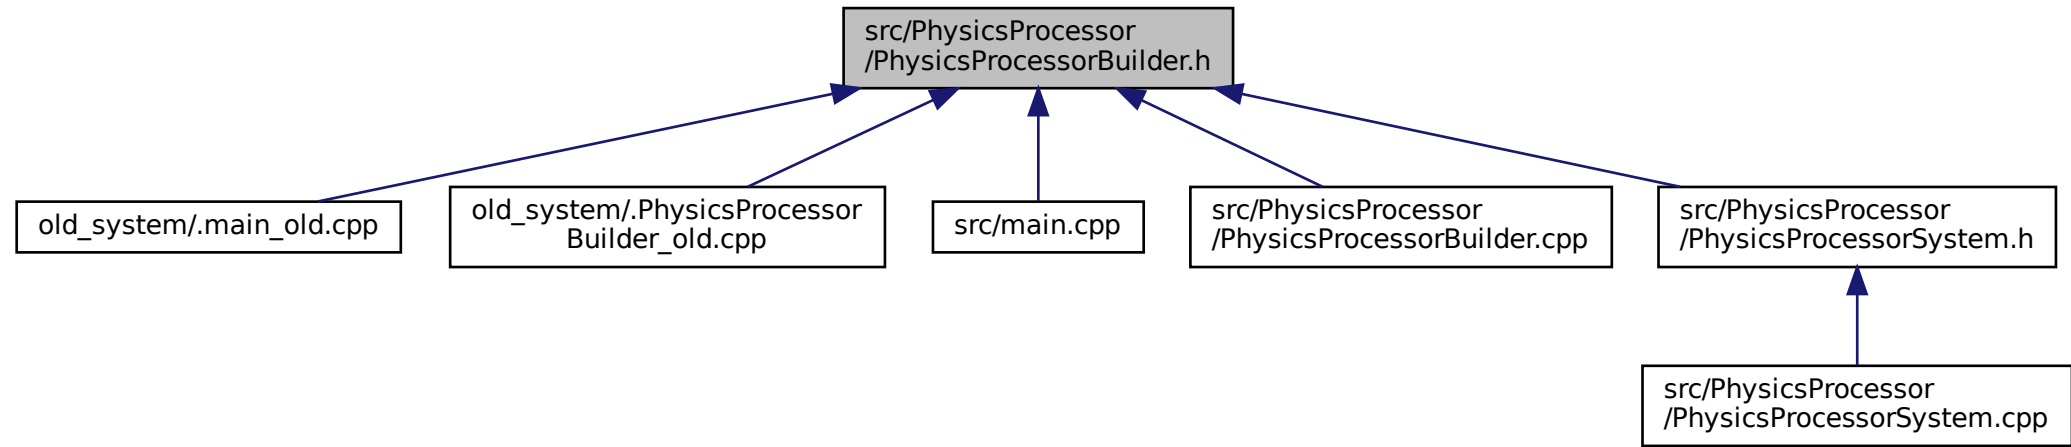 src/PhysicsProcessor
/PhysicsProcessorBuilder.h
old_system/.main_old.cpp
old_system/.PhysicsProcessor
Builder_old.cpp
src/main.cpp
src/PhysicsProcessor
/PhysicsProcessorBuilder.cpp
src/PhysicsProcessor
/PhysicsProcessorSystem.h
src/PhysicsProcessor
/PhysicsProcessorSystem.cpp